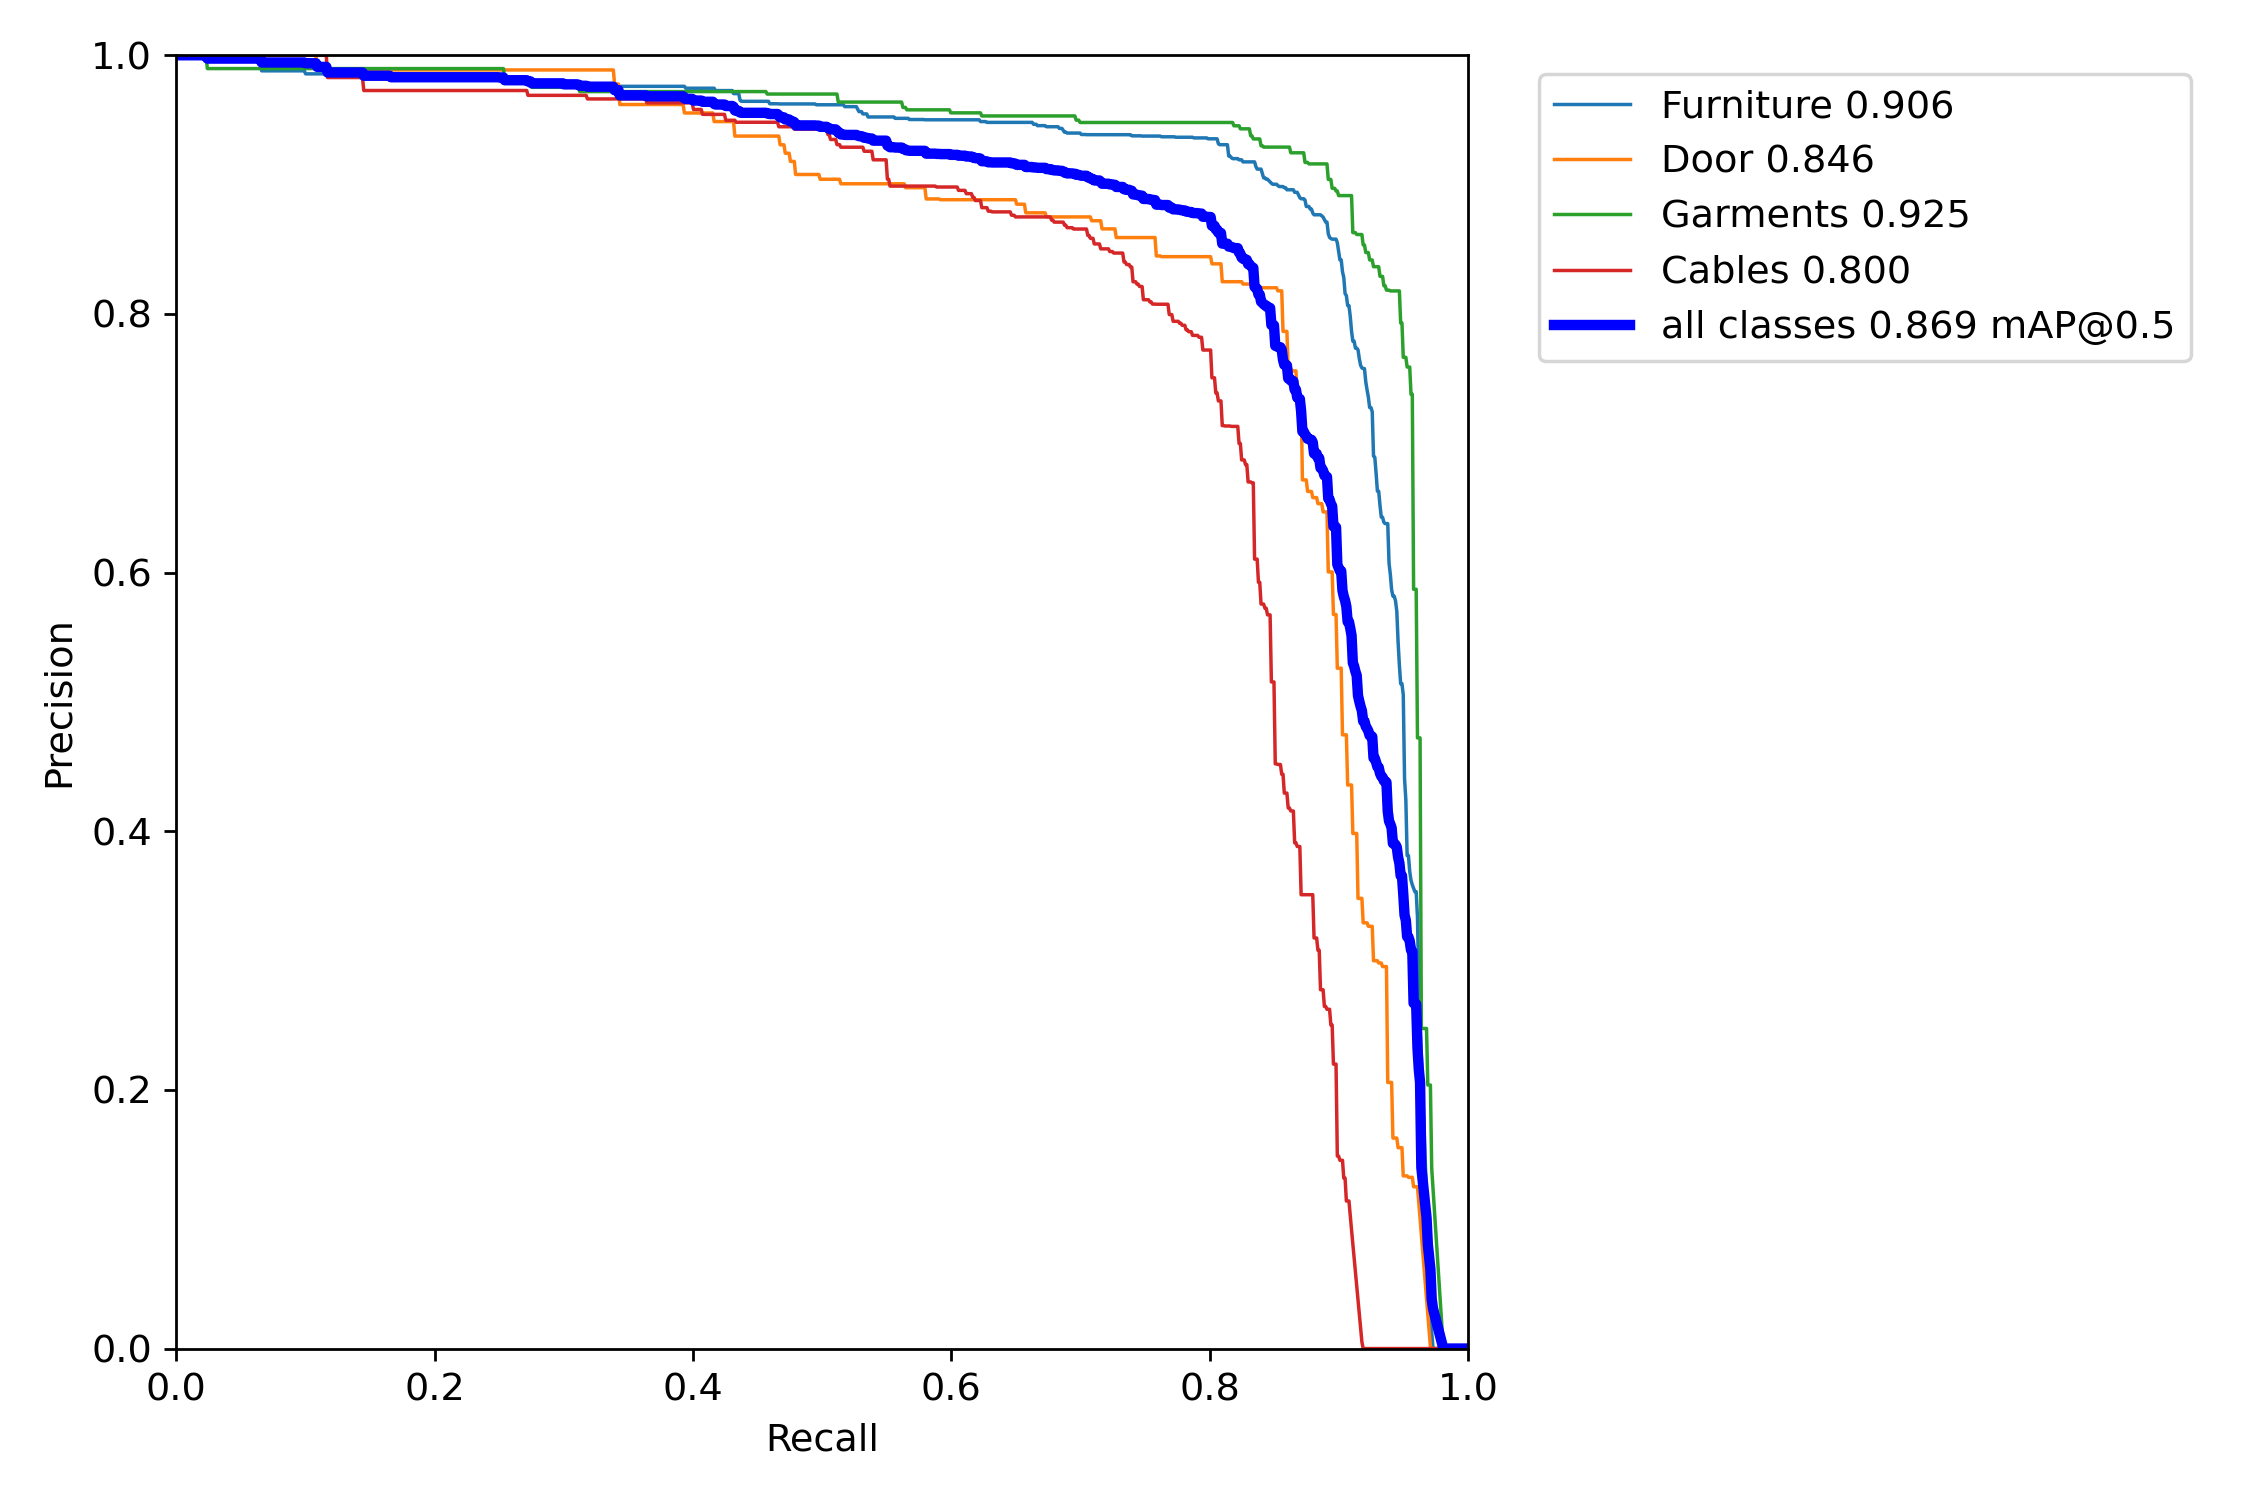 1.0
0.8
0.6
0.4
0.2
0.0
Precision
0.0 0.2 0.4 0.6 0.8 1.0
Recall
Furniture 0.906
Door 0.846
Garments 0.925
Cables 0.800
all classes 0.869 mAP@0.5